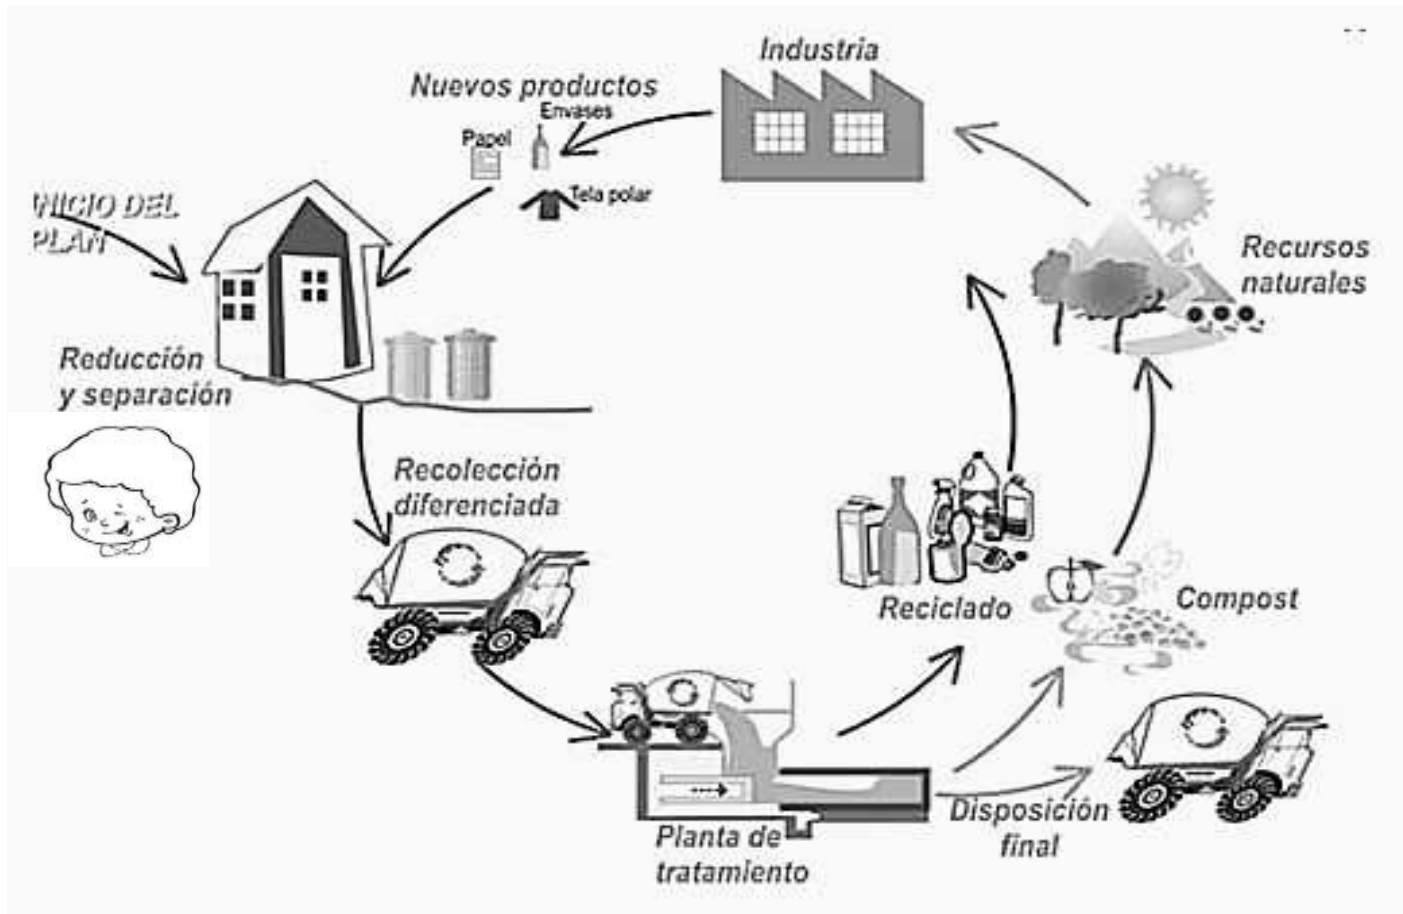 Industria
Nuevos productos
Envases
Papel
Tela polar
INICIO DEL
PLAN
Recursos
naturales
Reducción
y separación
Recolección
diferenciada
Reciclado
Compost
Disposición
final
Planta de
tratamiento